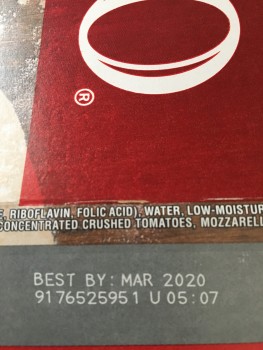 ®
, RIBOFLAVIN, FOLIC ACID), WATER, LOW-MOISTUR
CONCENTRATED CRUSHED TOMATOES, MOZZARELL
BEST BY: MAR 2020
9176525951 U 05:07